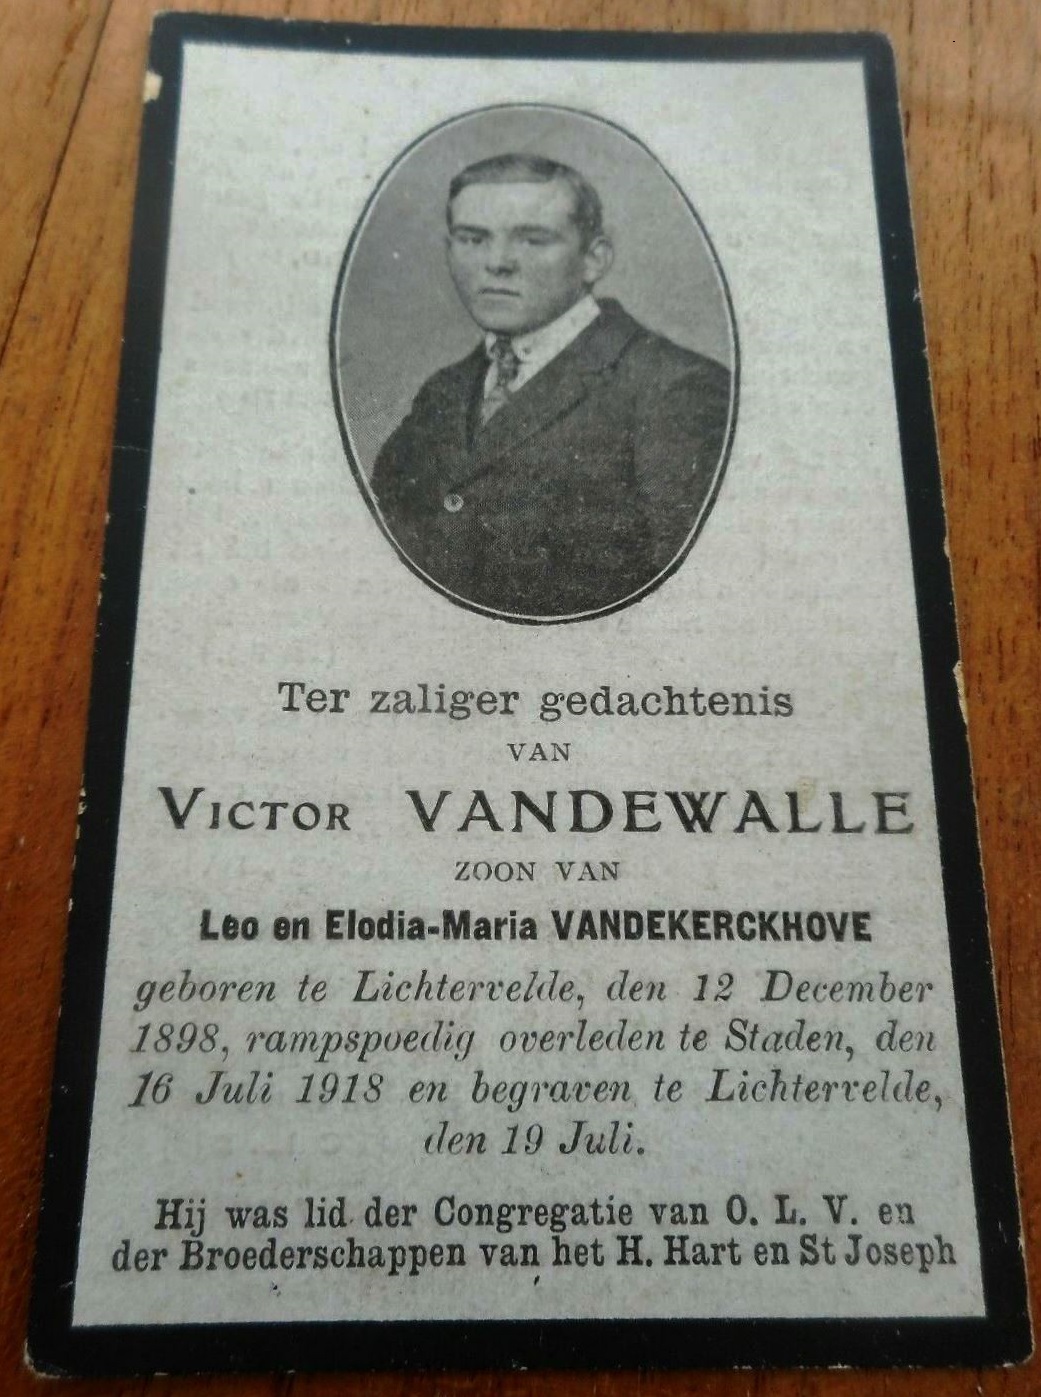 Ter zaliger gedachtenis
VAN
VICTOR VANDEWALLE
ZOON VAN
Leo en Elodia-Maria VANDEKERCKHOVE
geboren te Lichtervelde, den 12 December
1898, rampspoedig overleden te Staden, den
16 Juli 1918 en begraven te Lichtervelde,
den 19 Juli.
Hij was lid der Congregatie van O. L. V. en
der Broederschappen van het H. Hart en St Joseph